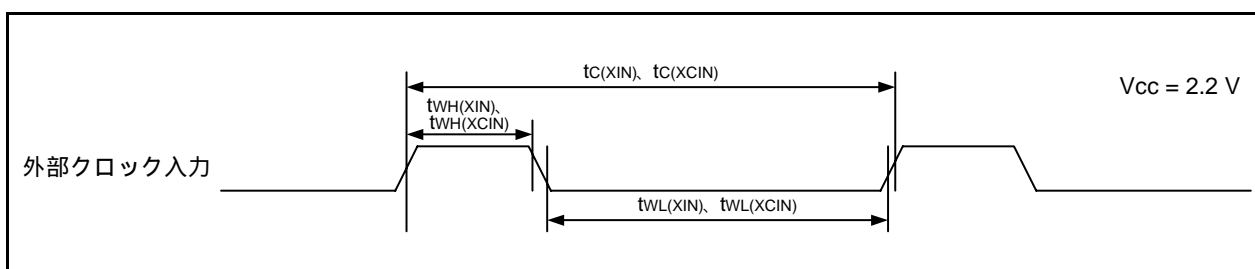 tC(XIN)、tC(XCIN)
Vcc = 2.2 V
tWH(XIN)、
tWH(XCIN)
外部クロック入力
tWL(XIN)、tWL(XCIN)